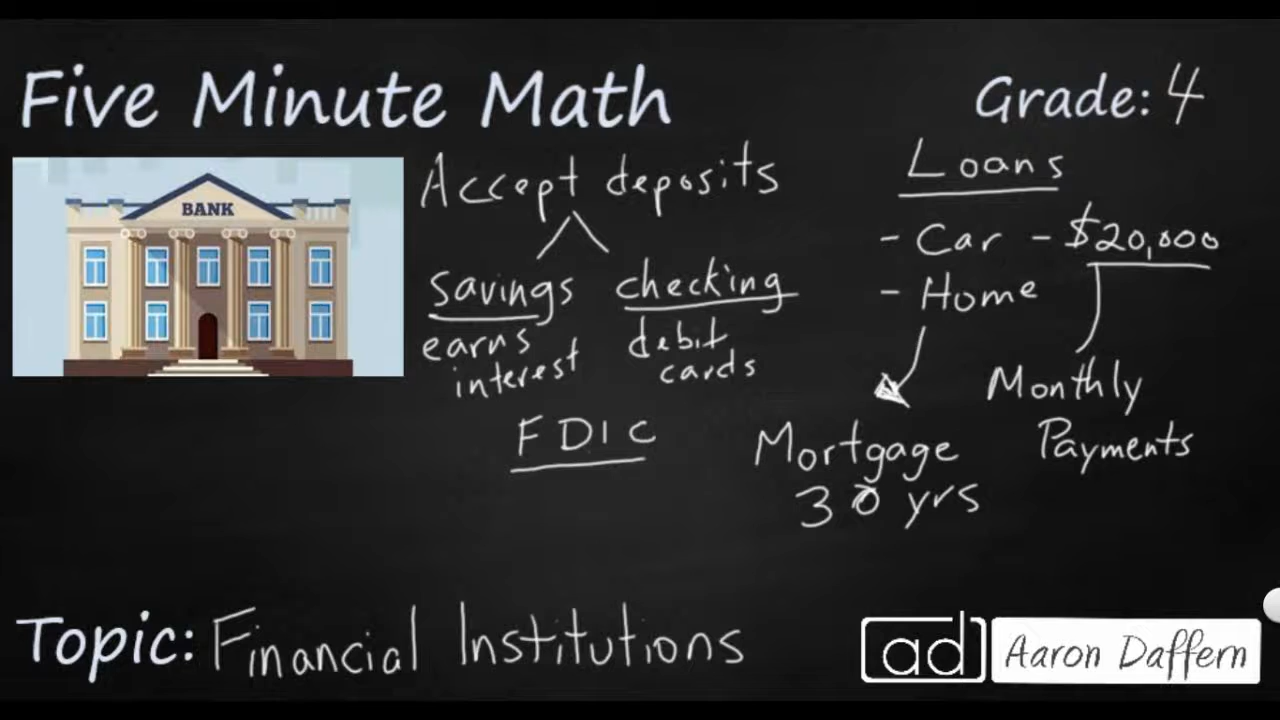 Five Minute Math
Grade: 4
BANK
Accept deposits
savings
earns
interest
checking
debit
cards
FDIC
Loans
- Car - $20,000
- Home
Monthly
Payments
Mortgage
30 yrs
Topic: Financial Institutions
ad Aaron Daffern